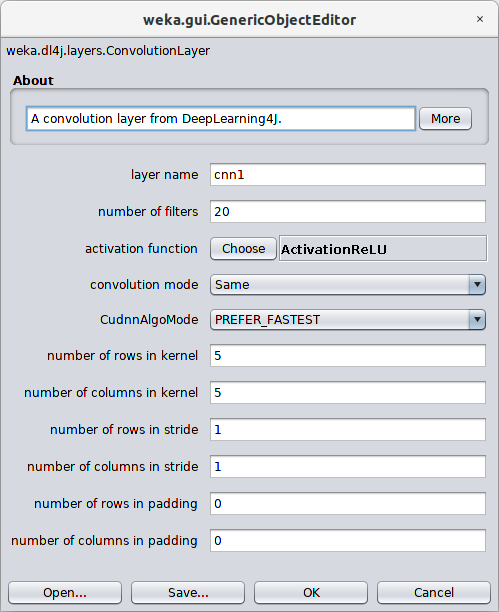 weka.gui.GenericObjectEditor ×
weka.dl4j.layers.ConvolutionLayer
About
A convolution layer from DeepLearning4J. More
layer name cnn1
number of filters 20
activation function Choose ActivationReLU
convolution mode Same
CudnnAlgoMode PREFER_FASTEST
number of rows in kernel 5
number of columns in kernel 5
number of rows in stride 1
number of columns in stride 1
number of rows in padding 0
number of columns in padding 0
Open... Save... OK Cancel